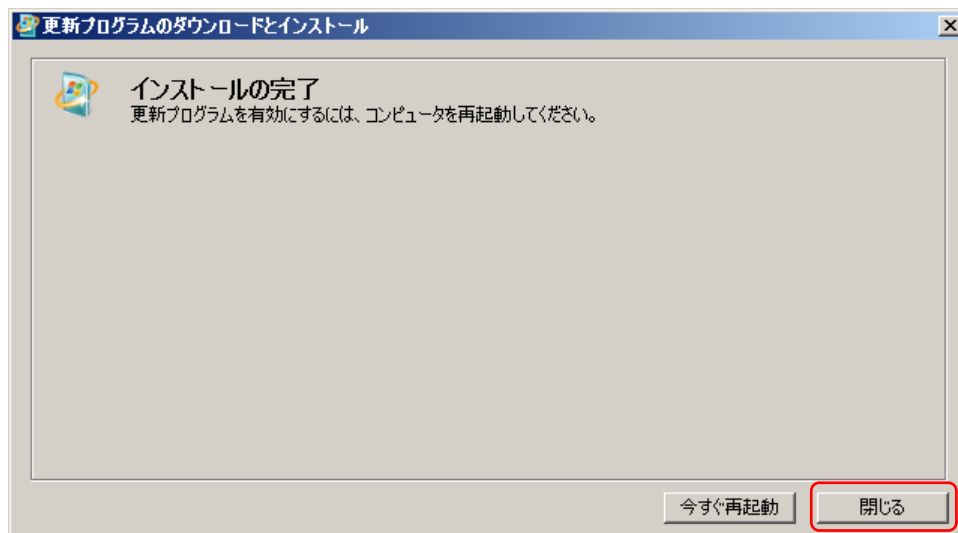 更新プログラムのダウンロードとインストール
インストールの完了
更新プログラムを有効にするには、コンピュータを再起動してください。
今すぐ再起動
閉じる